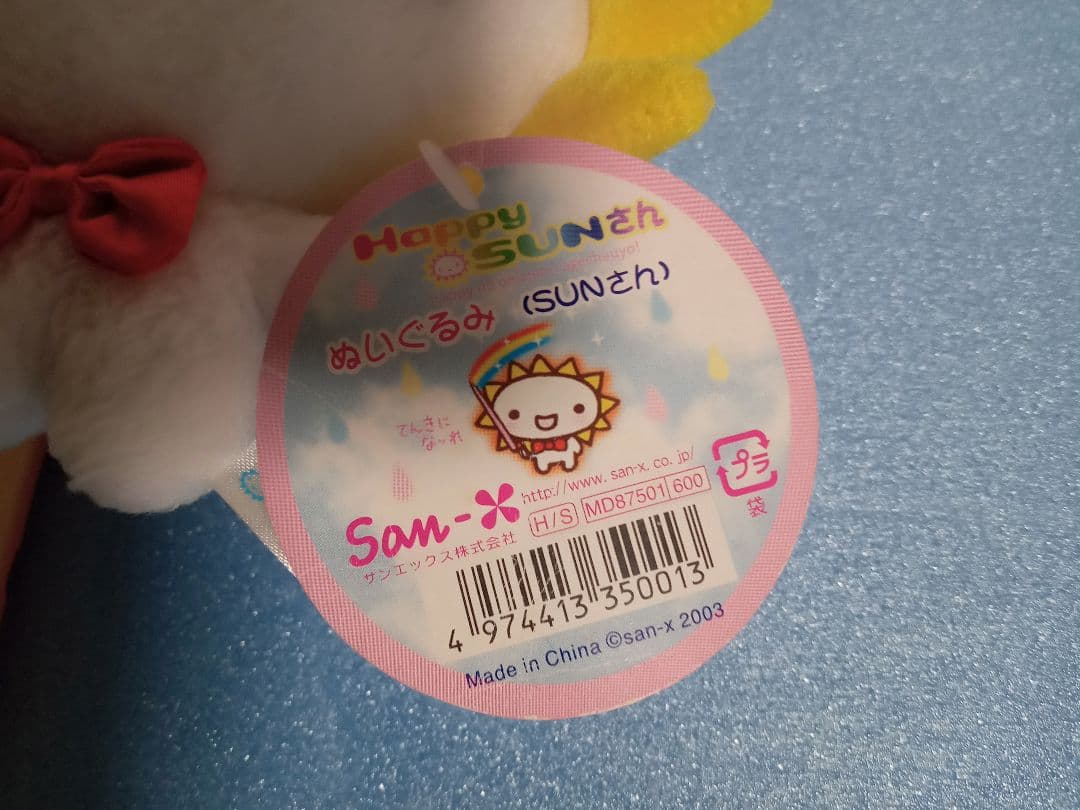 Happy
SUNさん
ぬいぐるみ (SUNさん)
てんきに
な〜れ
San-X
http://www.san-x.co.jp/
サンエックス株式会社
H/S MD87501 600
プラ
袋
4 974413 350013
Made in China ©san-x 2003